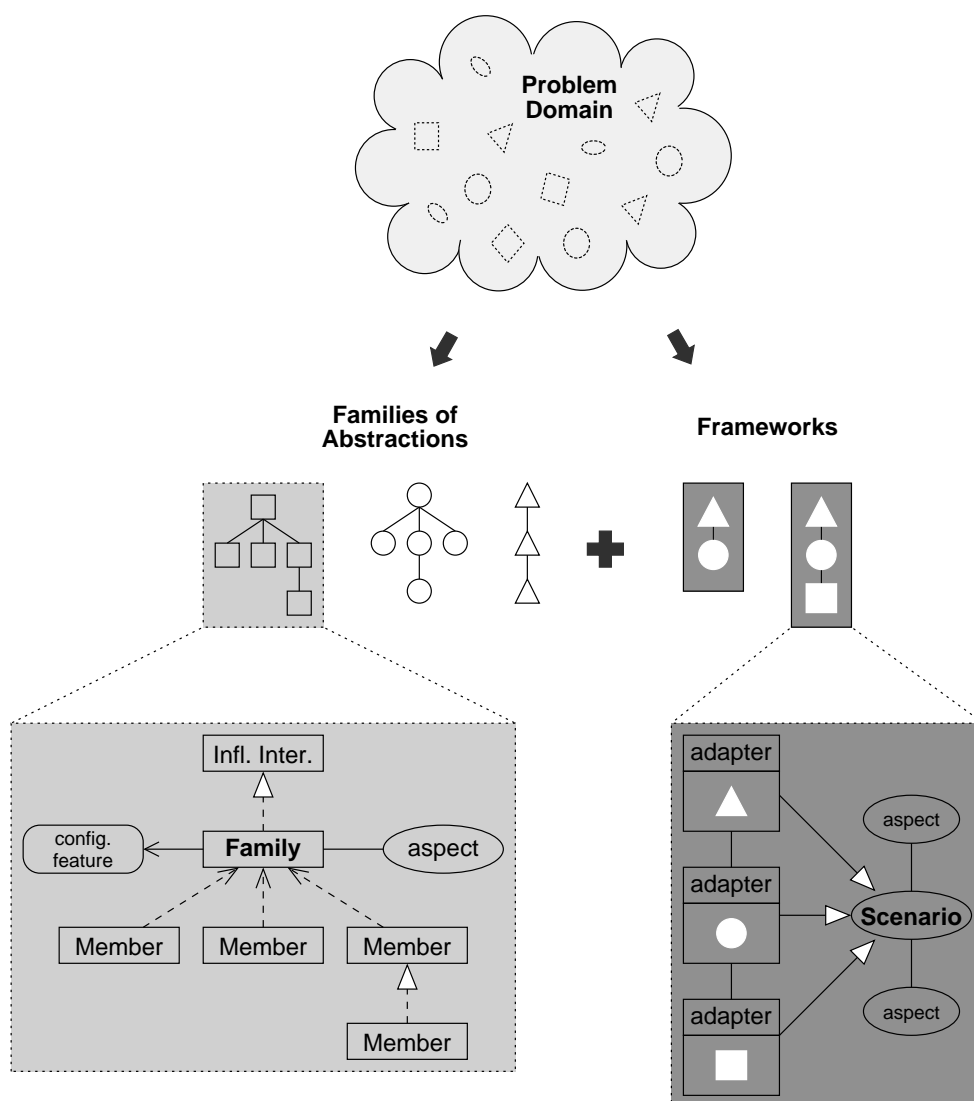 Problem
Domain
Families of
Abstractions
Frameworks
Infl. Inter.
config.
feature
Family
aspect
Member
Member
Member
Member
adapter
adapter
adapter
aspect
Scenario
aspect